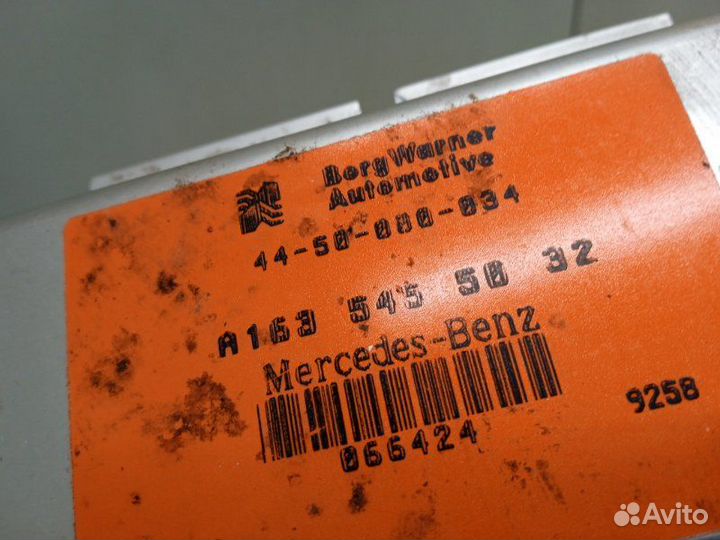 BorgWarner
Automotive
44-50-080-034
A163 545 50 32
Mercedes-Benz
066424
9258
Avito